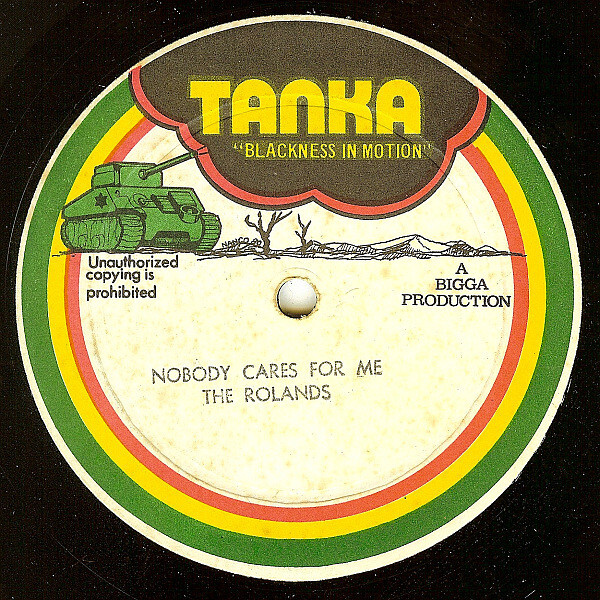 TANKA
"BLACKNESS IN MOTION"
Unauthorized
copying is
prohibited
A
BIGGA
PRODUCTION
NOBODY CARES FOR ME
THE ROLANDS